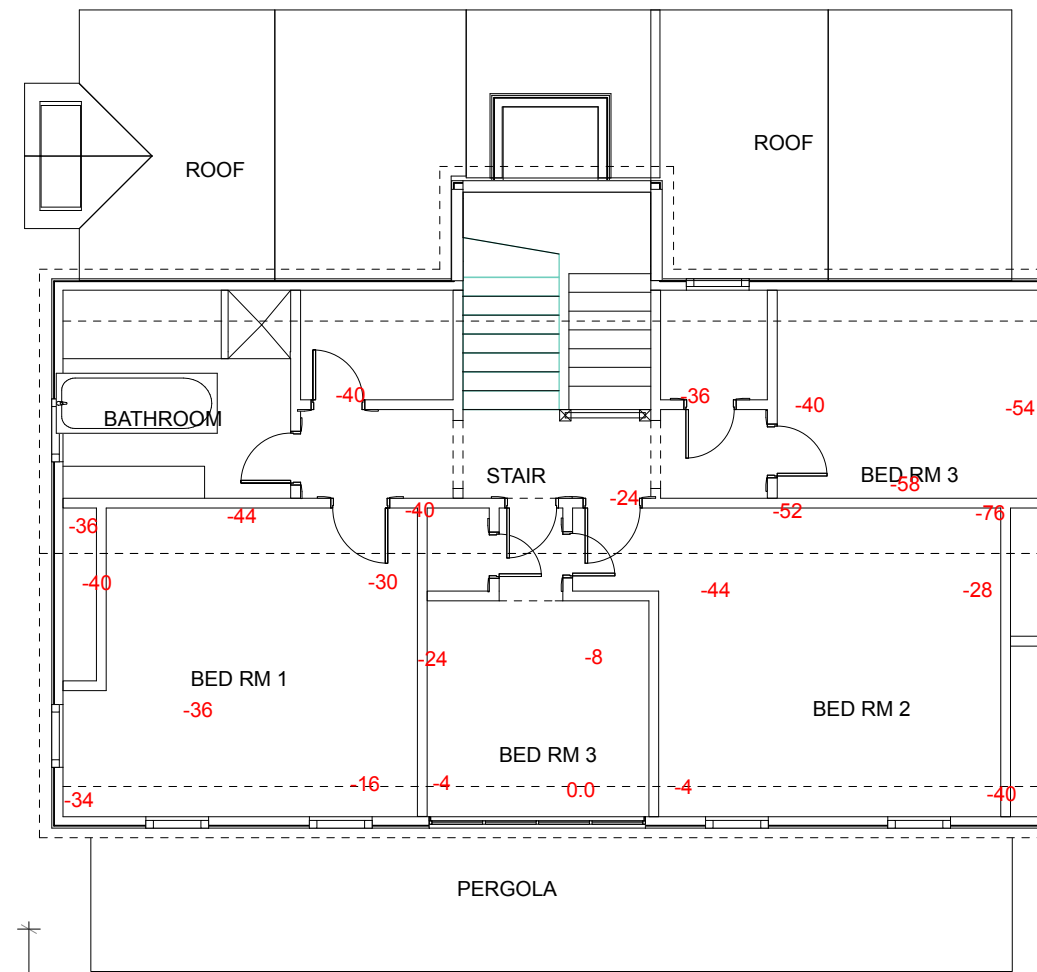 ROOF
ROOF
-40
-36
-40
-54
BATHROOM
STAIR
BED RM 3
-58
-24
-36
-44
-40
-52
-76
-40
-30
-44
-28
-24
-8
BED RM 1
-36
BED RM 2
BED RM 3
-34
-16
-4
0.0
-4
-40
PERGOLA